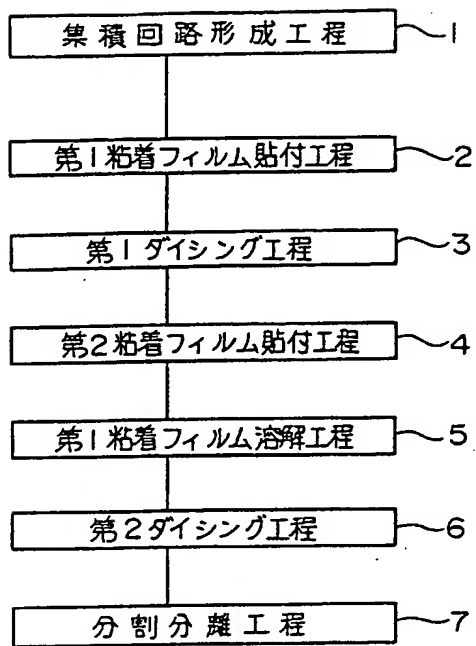 集積回路形成工程 1
第1粘着フィルム貼付工程 2
第1ダイシング工程 3
第2粘着フィルム貼付工程 4
第1粘着フィルム溶解工程 5
第2ダイシング工程 6
分割分離工程 7